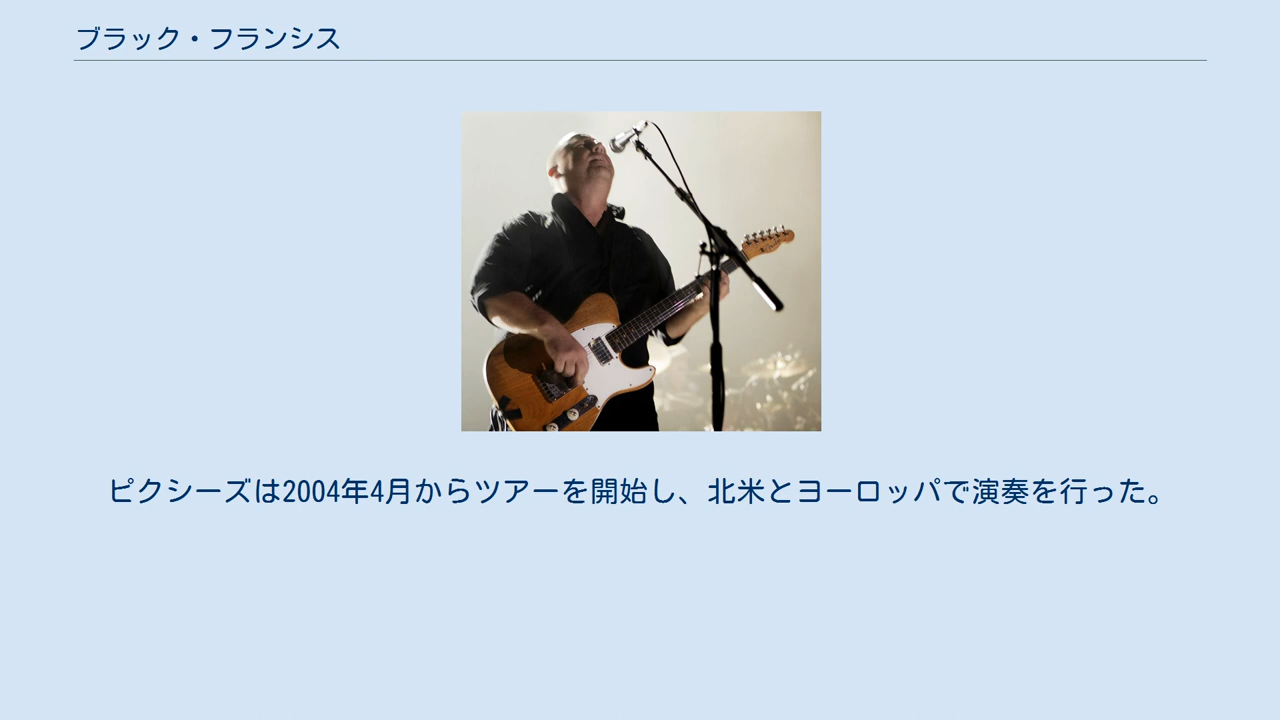 ブラック・フランシス
ピクシーズは2004年4月からツアーを開始し、北米とヨーロッパで演奏を行った。